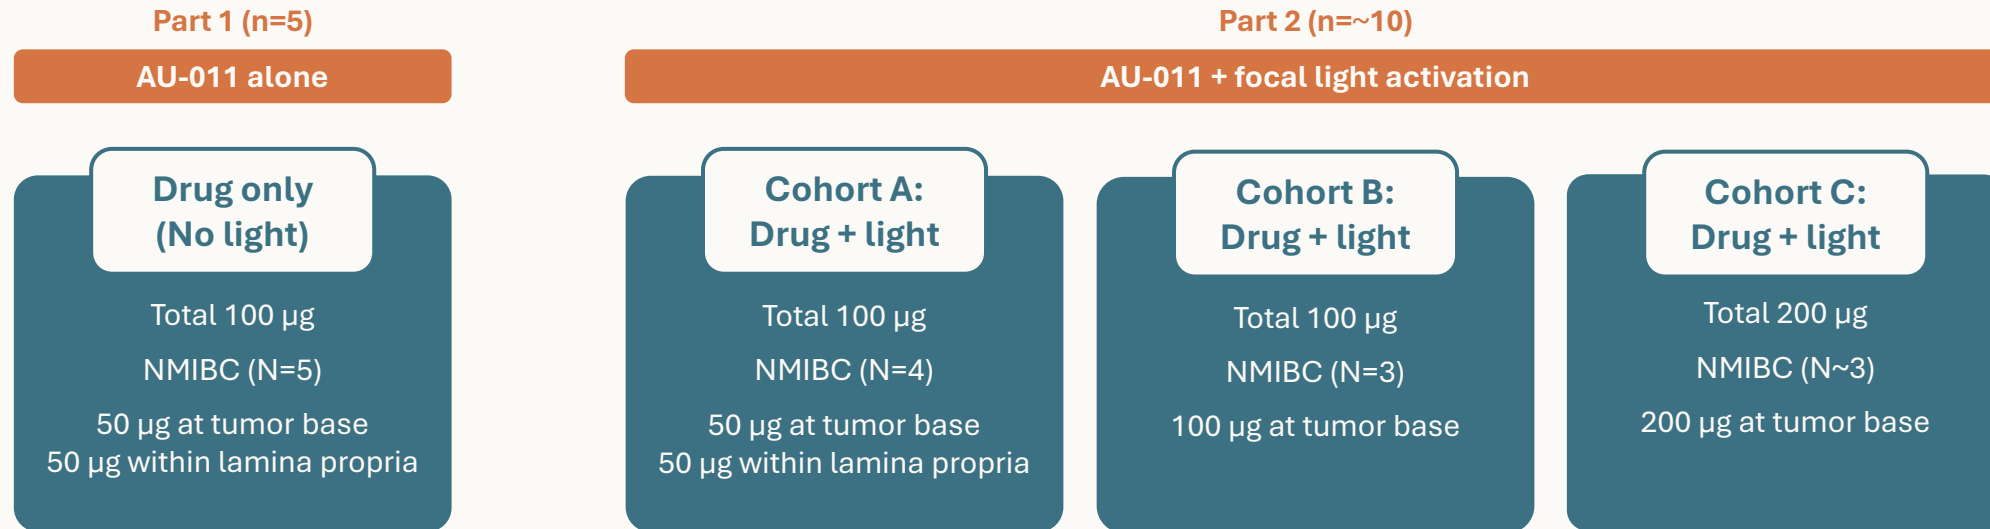 Part 1 (n=5)
AU-011 alone
Drug only
(No light)
Total 100 µg
NMIBC (N=5)
50 µg at tumor base
50 µg within lamina propria
Part 2 (n=~10)
AU-011 + focal light activation
Cohort A:
Drug + light
Total 100 µg
NMIBC (N=4)
50 µg at tumor base
50 µg within lamina propria
Cohort B:
Drug + light
Total 100 µg
NMIBC (N=3)
100 µg at tumor base
Cohort C:
Drug + light
Total 200 µg
NMIBC (N~3)
200 µg at tumor base